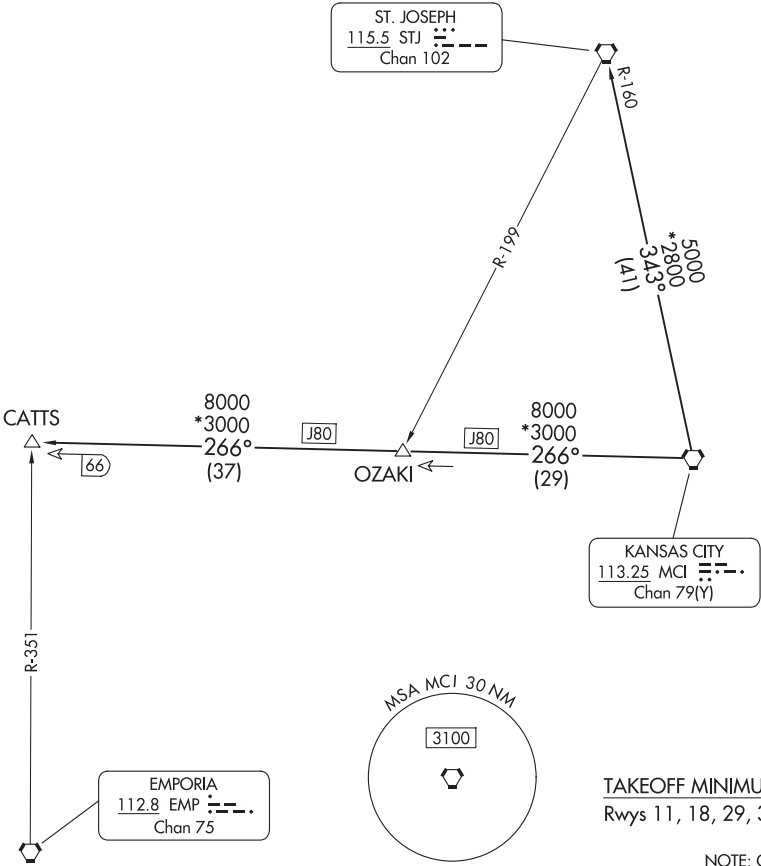 ST. JOSEPH
115.5 STJ
Chan 102
R-160
R-199
5000
*2800
343°
(41)
CATTS
66
8000
*3000
266°
(37)
J80
OZAKI
J80
8000
*3000
266°
(29)
KANSAS CITY
113.25 MCI
Chan 79(Y)
R-351
MSA MCI 30 NM
3100
EMPORIA
112.8 EMP
Chan 75
TAKEOFF MINIMU
Rwys 11, 18, 29, 3
NOTE: